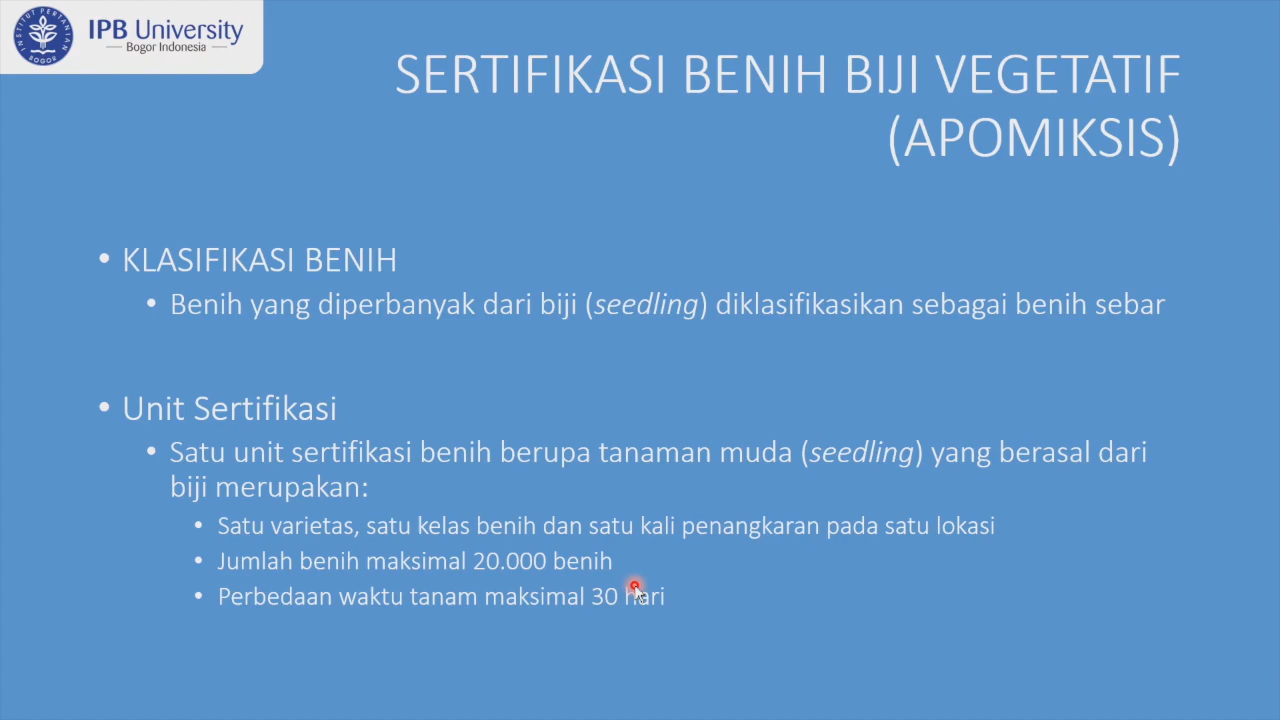 INSTITUT PERTANIAN BOGOR
IPB University
Bogor Indonesia
SERTIFIKASI BENIH BIJI VEGETATIF
(APOMIKSIS)
• KLASIFIKASI BENIH
• Benih yang diperbanyak dari biji (seedling) diklasifikasikan sebagai benih sebar
• Unit Sertifikasi
• Satu unit sertifikasi benih berupa tanaman muda (seedling) yang berasal dari
biji merupakan:
• Satu varietas, satu kelas benih dan satu kali penangkaran pada satu lokasi
• Jumlah benih maksimal 20.000 benih
• Perbedaan waktu tanam maksimal 30 hari